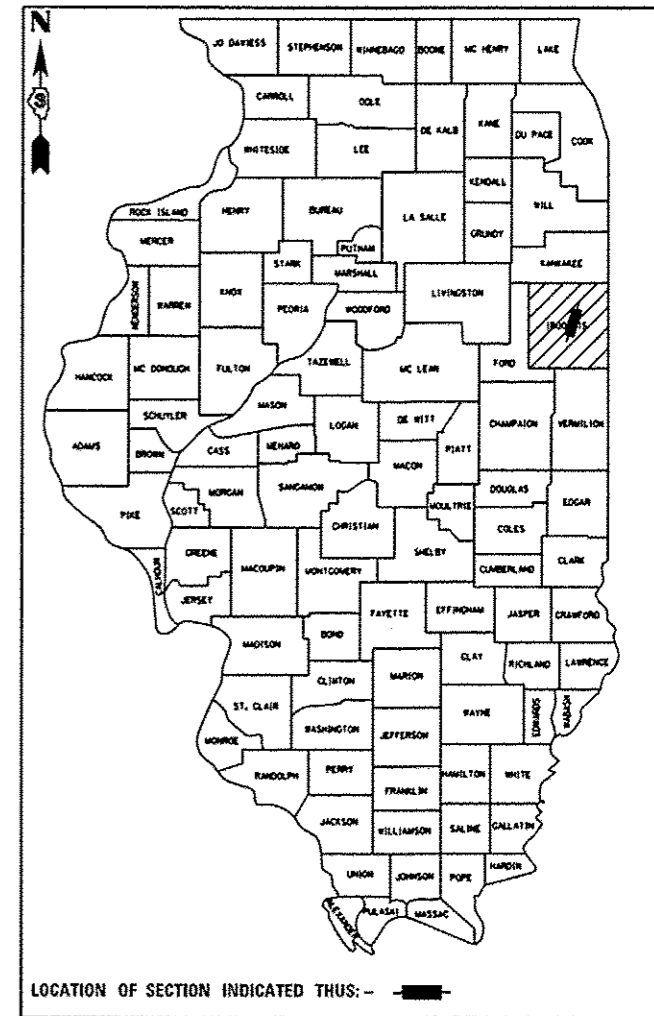 N
JO DAVIESS
STEPHENSON
WINNEBAGO
BOONE
MC HENRY
LAKE
CARROLL
OGLE
DE KALB
KANE
DU PAGE
COOK
WHITESIDE
LEE
KENDALL
WILL
ROCK ISLAND
HENRY
BUREAU
LA SALLE
GRUNDY
MERCER
PUTNAM
KANKAKEE
STARK
MARSHALL
HENDERSON
WARREN
KNOX
PEORIA
WOODFORD
LIVINGSTON
HANCOCK
MC DONOUGH
FULTON
TAZEWELL
MC LEAN
FORD
SCHUYLER
MASON
LOGAN
DE WITT
CHAMPAIGN
VERMILION
ADAMS
BROWN
CASS
MENARD
PIATT
MACON
MORGAN
SANGAMON
DOUGLAS
EDGAR
PIKE
SCOTT
CHRISTIAN
MOULTRIE
COLES
SHELBY
GREENE
MACOUPIN
MONTGOMERY
CUMBERLAND
CLARK
CALHOUN
JERSEY
FAYETTE
EFFINGHAM
JASPER
CRAWFORD
MADISON
BOND
CLAY
RICHLAND
LAWRENCE
CLINTON
MARION
ST. CLAIR
WAYNE
EDWARDS
WABASH
WASHINGTON
JEFFERSON
MONROE
RANDOLPH
PERRY
HAMILTON
WHITE
FRANKLIN
JACKSON
WILLIAMSON
SALINE
GALLATIN
UNION
JOHNSON
POPE
HARDIN
ALEXANDER
PULASKI
MASSAC
LOCATION OF SECTION INDICATED THUS: -